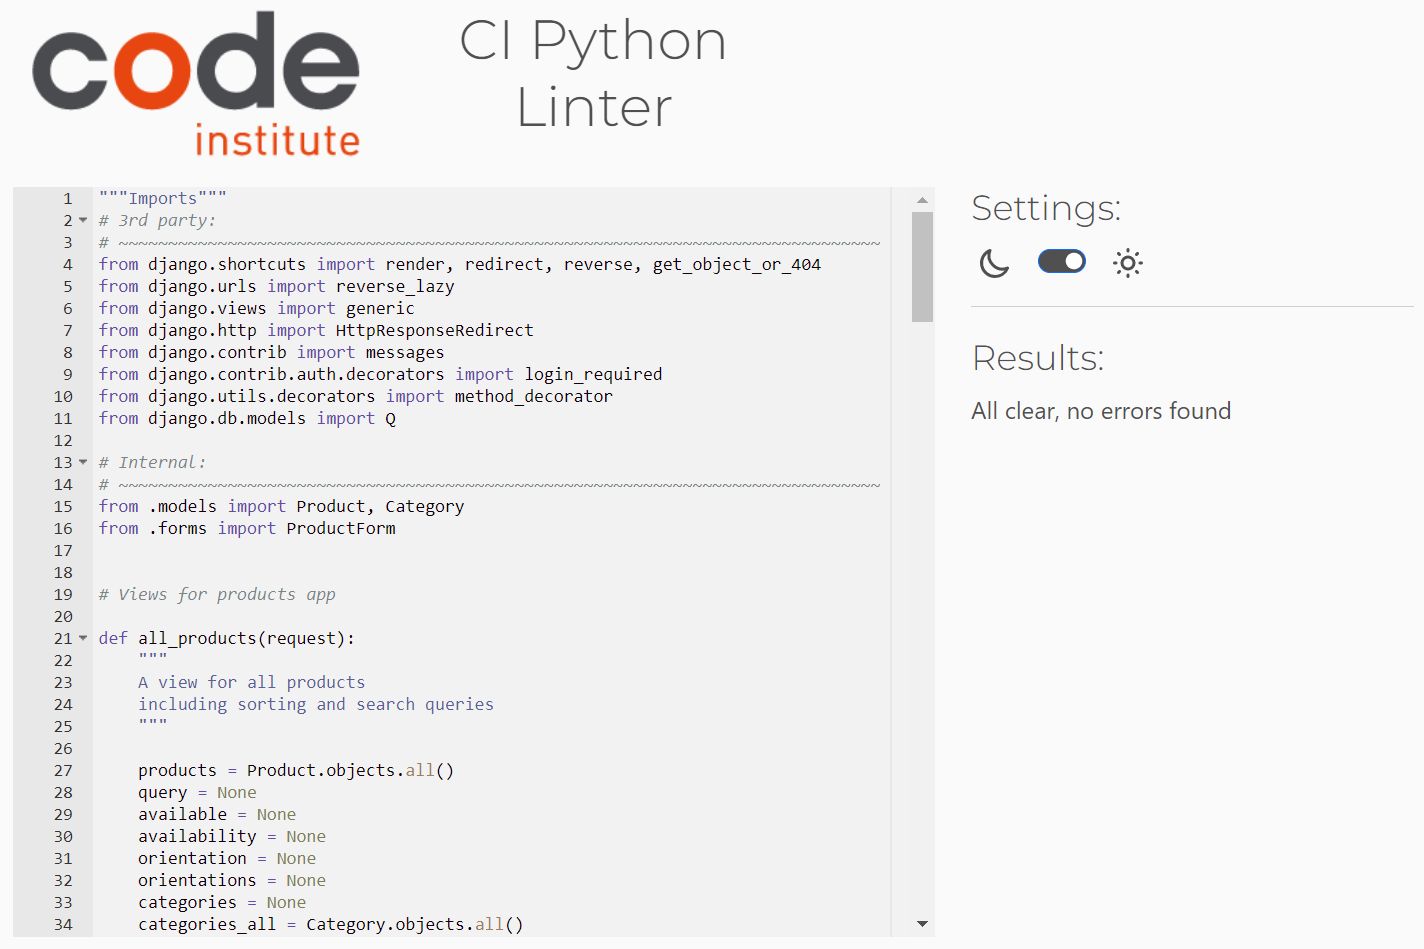 code
institute
CI Python
Linter
1 """Imports"""
2 # 3rd party:
3 # ~~~~~~~~~~~~~~~~~~~~~~~~~~~~~~~~~~~~~~~~~~~~~~~~~~~~~~~~~~~~~~~~~~~~~~~~~~~~~
4 from django.shortcuts import render, redirect, reverse, get_object_or_404
5 from django.urls import reverse_lazy
6 from django.views import generic
7 from django.http import HttpResponseRedirect
8 from django.contrib import messages
9 from django.contrib.auth.decorators import login_required
10 from django.utils.decorators import method_decorator
11 from django.db.models import Q
12
13 # Internal:
14 # ~~~~~~~~~~~~~~~~~~~~~~~~~~~~~~~~~~~~~~~~~~~~~~~~~~~~~~~~~~~~~~~~~~~~~~~~~~~~~
15 from .models import Product, Category
16 from .forms import ProductForm
17
18
19 # Views for products app
20
21 def all_products(request):
22     """
23     A view for all products
24     including sorting and search queries
25     """
26
27     products = Product.objects.all()
28     query = None
29     available = None
30     availability = None
31     orientation = None
32     orientations = None
33     categories = None
34     categories_all = Category.objects.all()
Settings:
Results:
All clear, no errors found